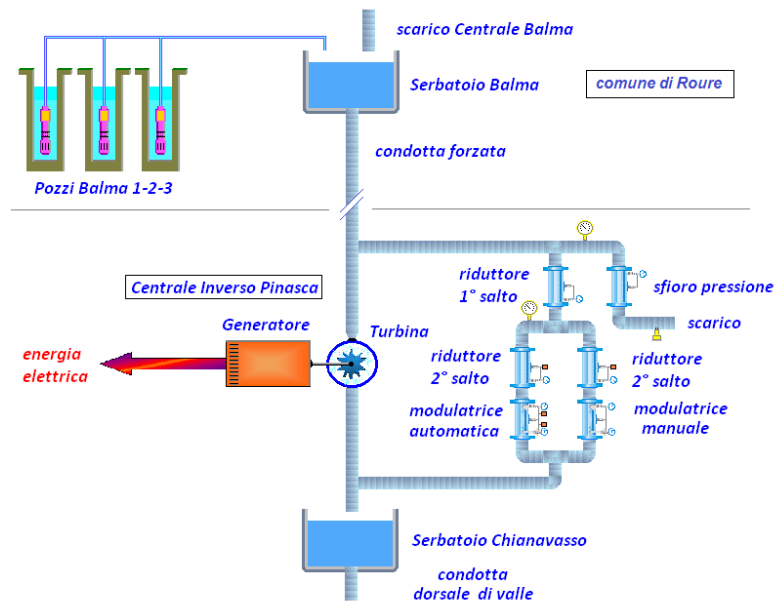 scarico Centrale Balma
Serbatoio Balma
comune di Roure
condotta forzata
Pozzi Balma 1-2-3
Centrale Inverso Pinasca
riduttore
1° salto
sfioro pressione
scarico
Generatore
Turbina
energia
elettrica
riduttore
2° salto
riduttore
2° salto
modulatrice
automatica
modulatrice
manuale
Serbatoio Chianavasso
condotta
dorsale di valle